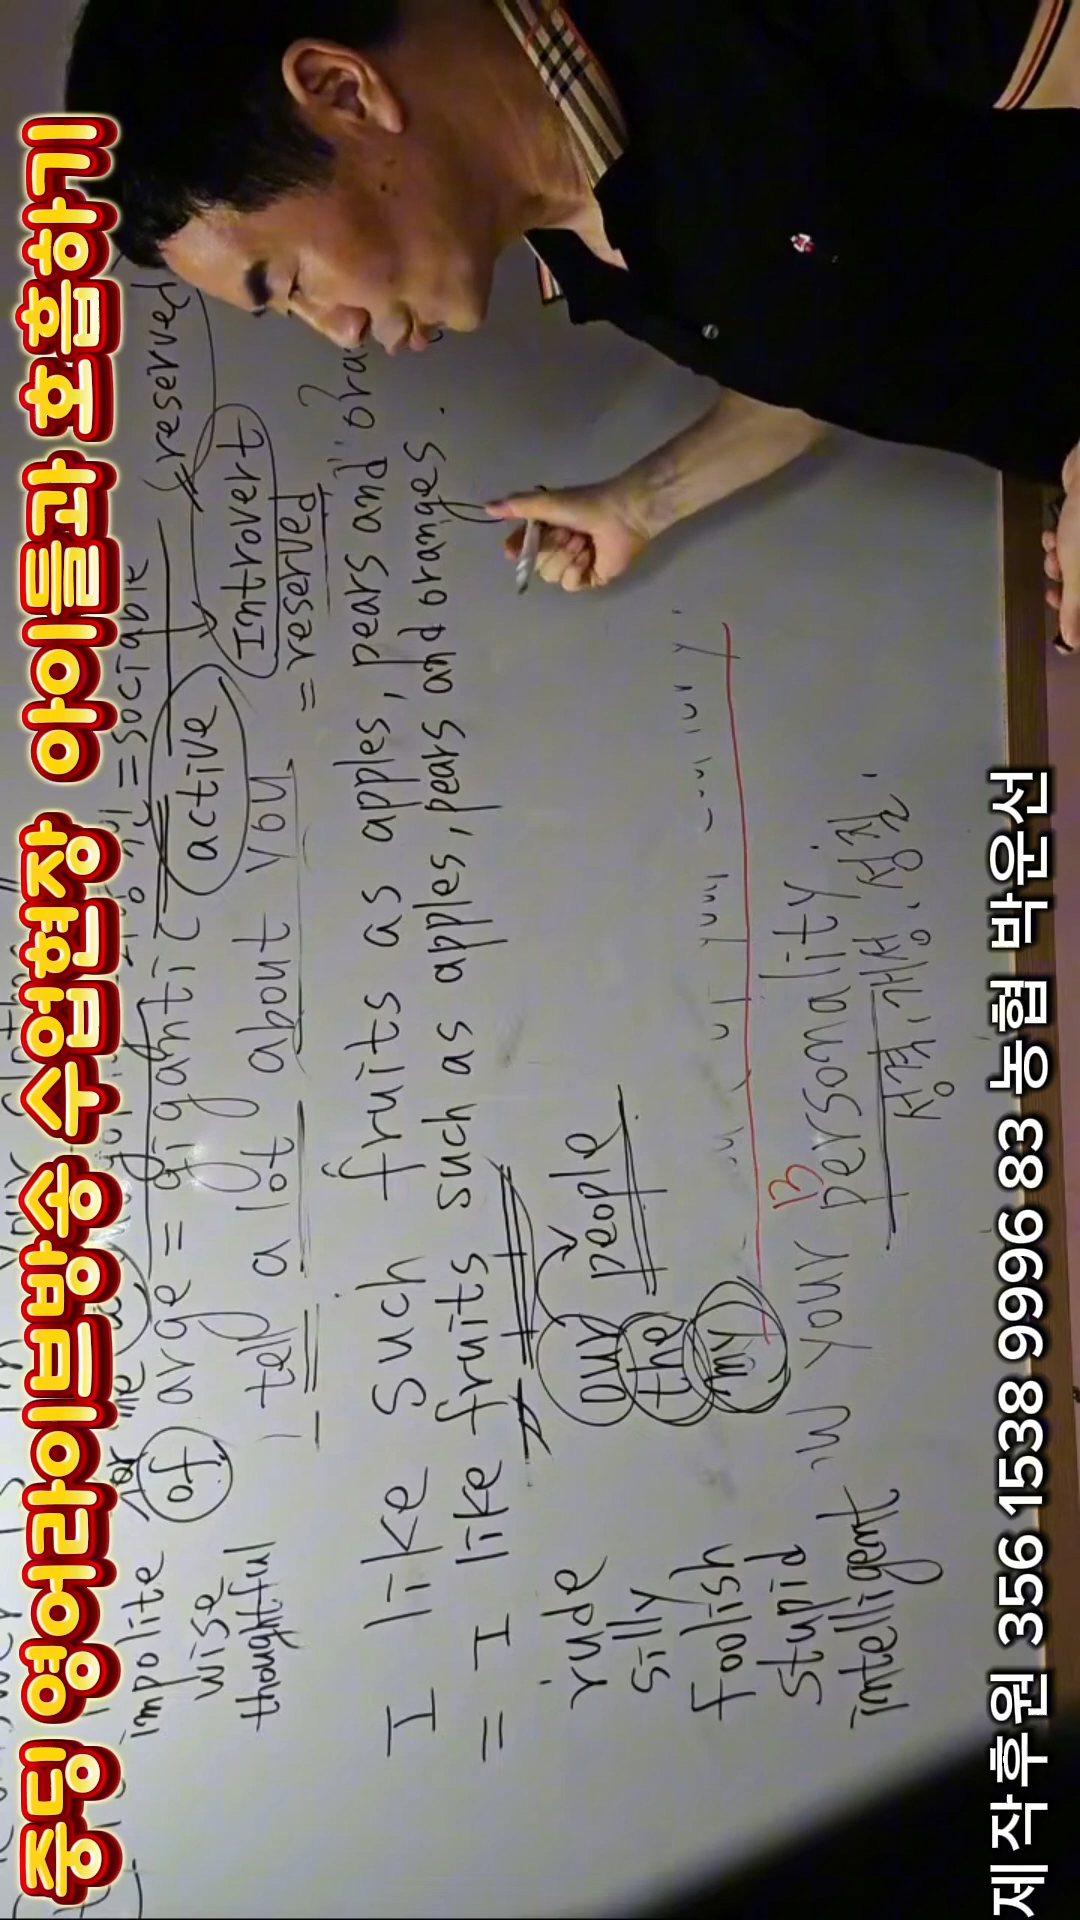 중딩 영어라이브방송 수업현장 아이들과 호흡하기
= sociable
impolite of large = gigantic active reserved
wise tell a lot about you Introvert
thoughtful = reserved
I like such fruits as apples, pears and ora
= I like fruits such as apples, pears and oranges.
rude our people
silly the
foolish my
stupid
intelligent your personality
성격, 개성, 성질.
제작후원 356 1538 9996 83 농협 박운선